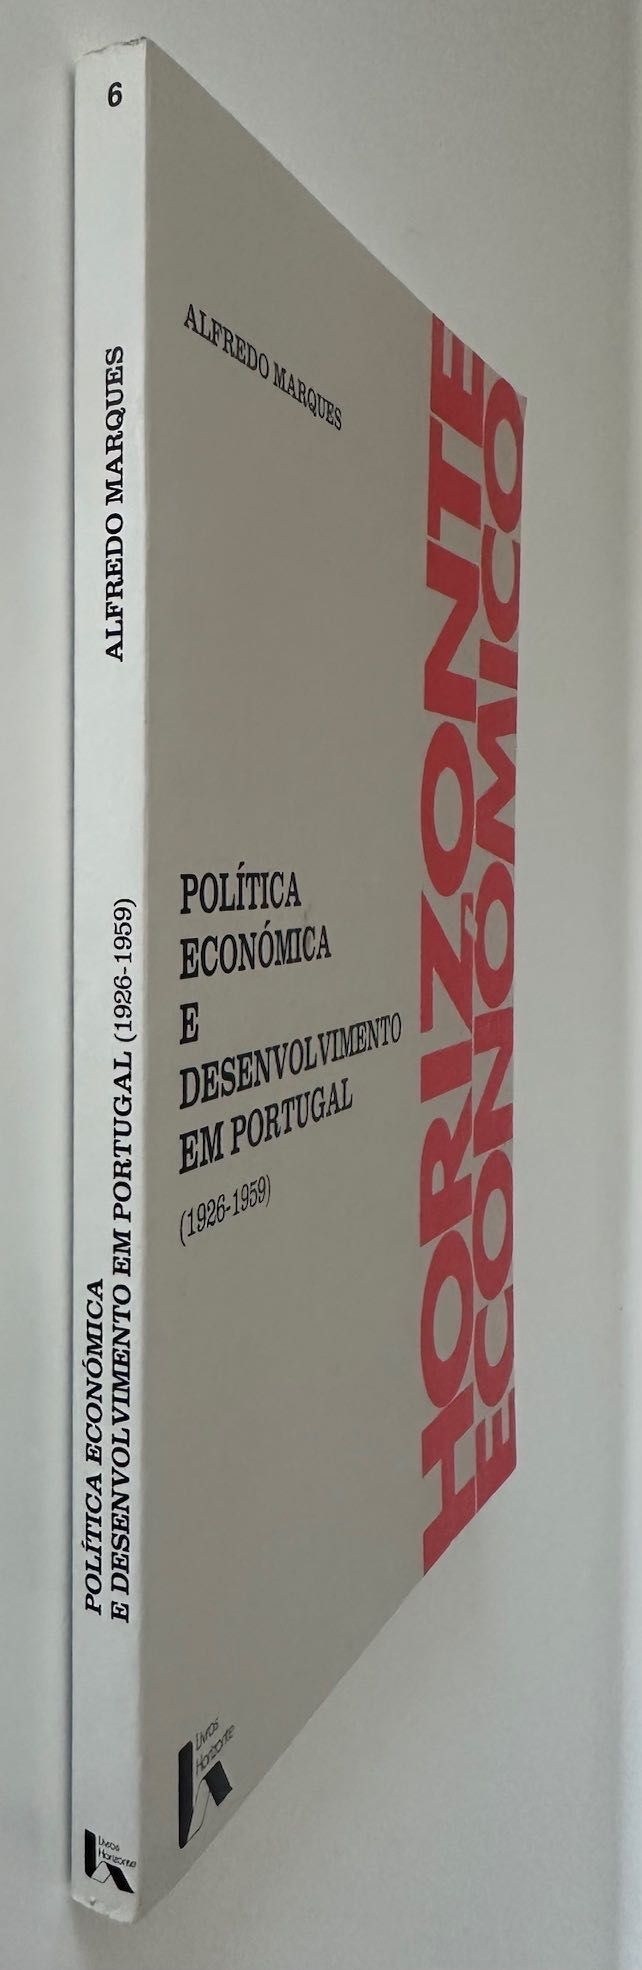 6
ALFREDO MARQUES
POLÍTICA ECONÓMICA
E DESENVOLVIMENTO EM PORTUGAL (1926-1959)
Livros
Horizonte
ALFREDO MARQUES
POLÍTICA
ECONÓMICA
E
DESENVOLVIMENTO
EM PORTUGAL
(1926-1959)
HORIZONTE
ECONÓMICO
Livros
Horizonte